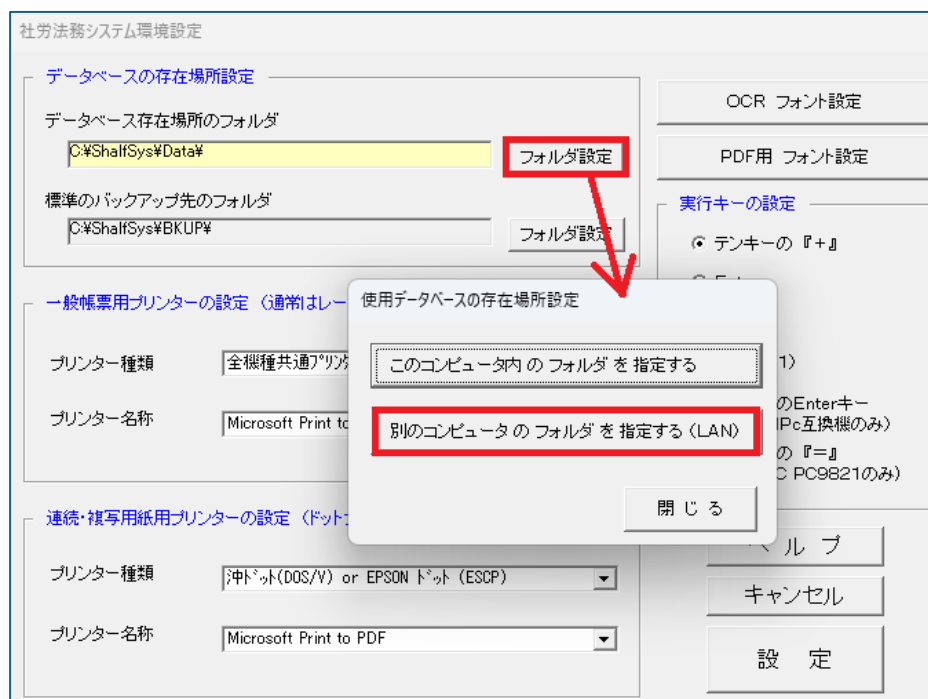 社労法務システム環境設定
データベースの存在場所設定
データベース存在場所のフォルダ
C:¥ShalfSys¥Data¥
フォルダ設定
標準のバックアップ先のフォルダ
C:¥ShalfSys¥BKUP¥
フォルダ設定
OCR フォント設定
PDF用 フォント設定
実行キーの設定
テンキーの『+』
一般帳票用プリンターの設定 (通常はレー
プリンター種類
全機種共通プリンタ
プリンター名称
Microsoft Print to
使用データベースの存在場所設定
このコンピュータ内 の フォルダ を 指定する
別のコンピュータ の フォルダ を 指定する (LAN)
閉 じ る
1)
のEnterキー
Pc互換機のみ)
の 『=』
PC9821のみ)
連続・複写用紙用プリンターの設定 (ドット
プリンター種類
沖ドット(DOS/V) or EPSON ドット (ESCP)
プリンター名称
Microsoft Print to PDF
ヘ ル プ
キャンセル
設 定